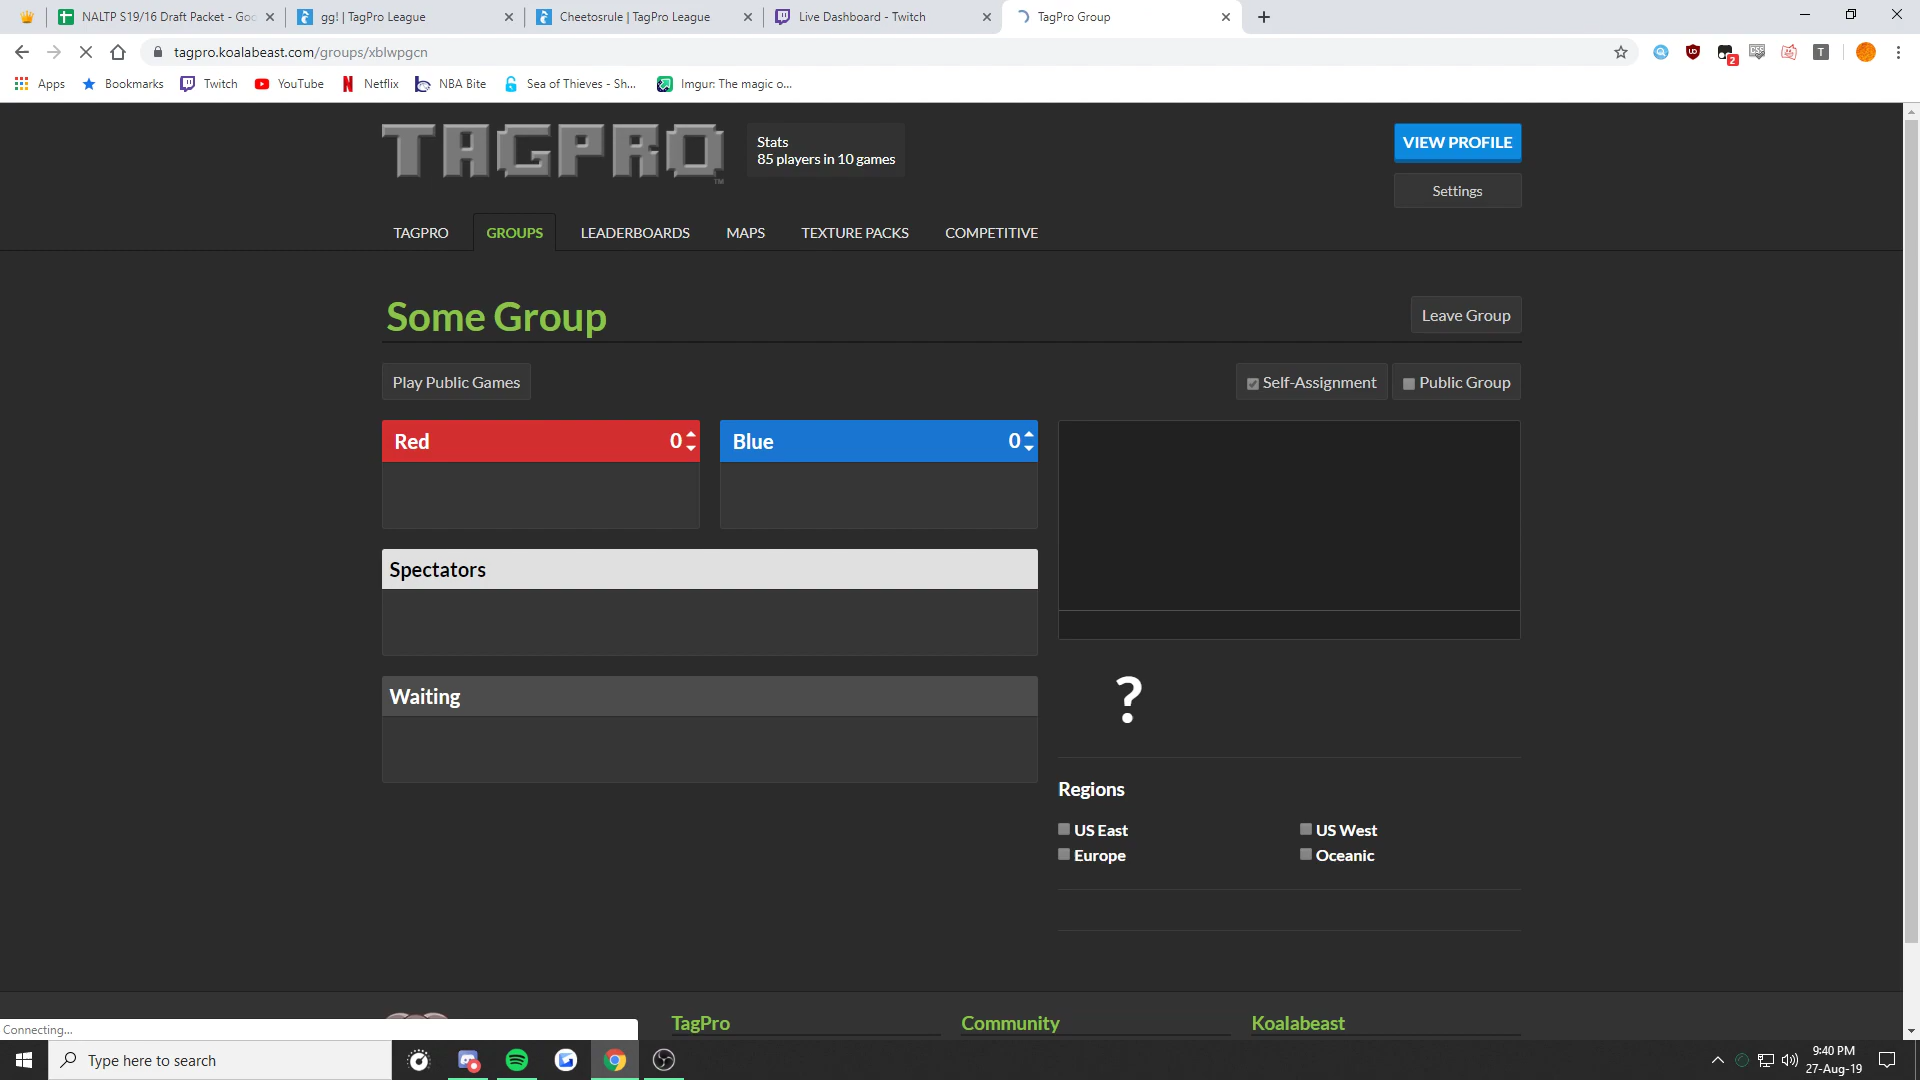 NALTP S19/16 Draft Packet - Goo
gg! | TagPro League
Cheetosrule | TagPro League
Live Dashboard - Twitch
TagPro Group
tagpro.koalabeast.com/groups/xblwpgcn
Apps
Bookmarks
Twitch
YouTube
Netflix
NBA Bite
Sea of Thieves - Sh...
Imgur: The magic o...
TAGPRO
Stats
85 players in 10 games
VIEW PROFILE
Settings
TAGPRO
GROUPS
LEADERBOARDS
MAPS
TEXTURE PACKS
COMPETITIVE
Some Group
Leave Group
Play Public Games
Self-Assignment
Public Group
Red 0
Blue 0
Spectators
Waiting
?
Regions
US East
US West
Europe
Oceanic
TagPro
Community
Koalabeast
Connecting...
Type here to search
9:40 PM
27-Aug-19